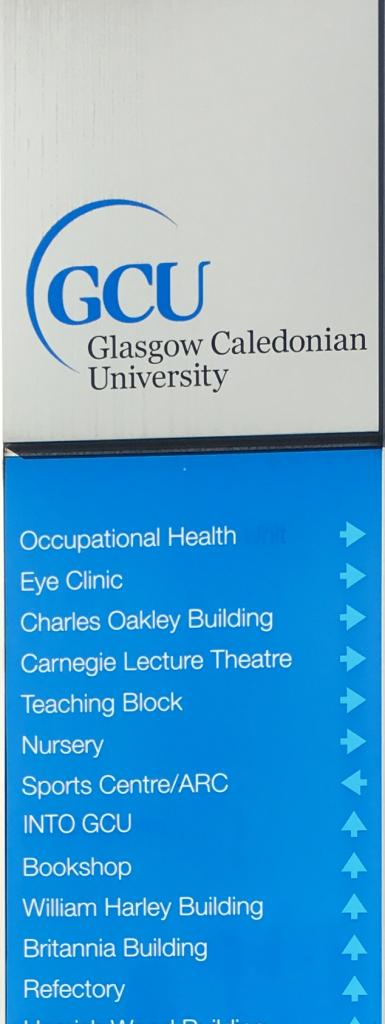 GCU
Glasgow Caledonian
University
Occupational Health
Eye Clinic
Charles Oakley Building
Carnegie Lecture Theatre
Teaching Block
Nursery
Sports Centre/ARC
INTO GCU
Bookshop
William Harley Building
Britannia Building
Refectory